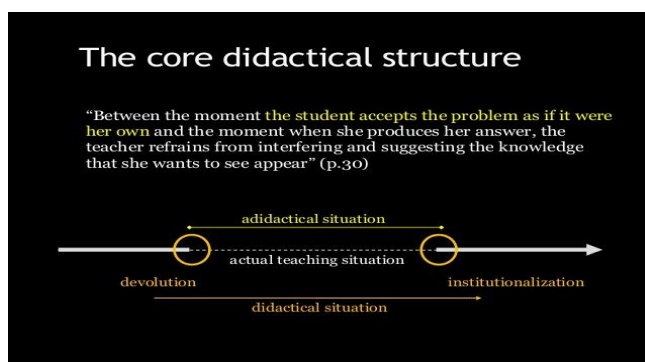 The core didactical structure
“Between the moment the student accepts the problem as if it were
her own and the moment when she produces her answer, the
teacher refrains from interfering and suggesting the knowledge
that she wants to see appear” (p.30)
adidactical situation
actual teaching situation
devolution
institutionalization
didactical situation